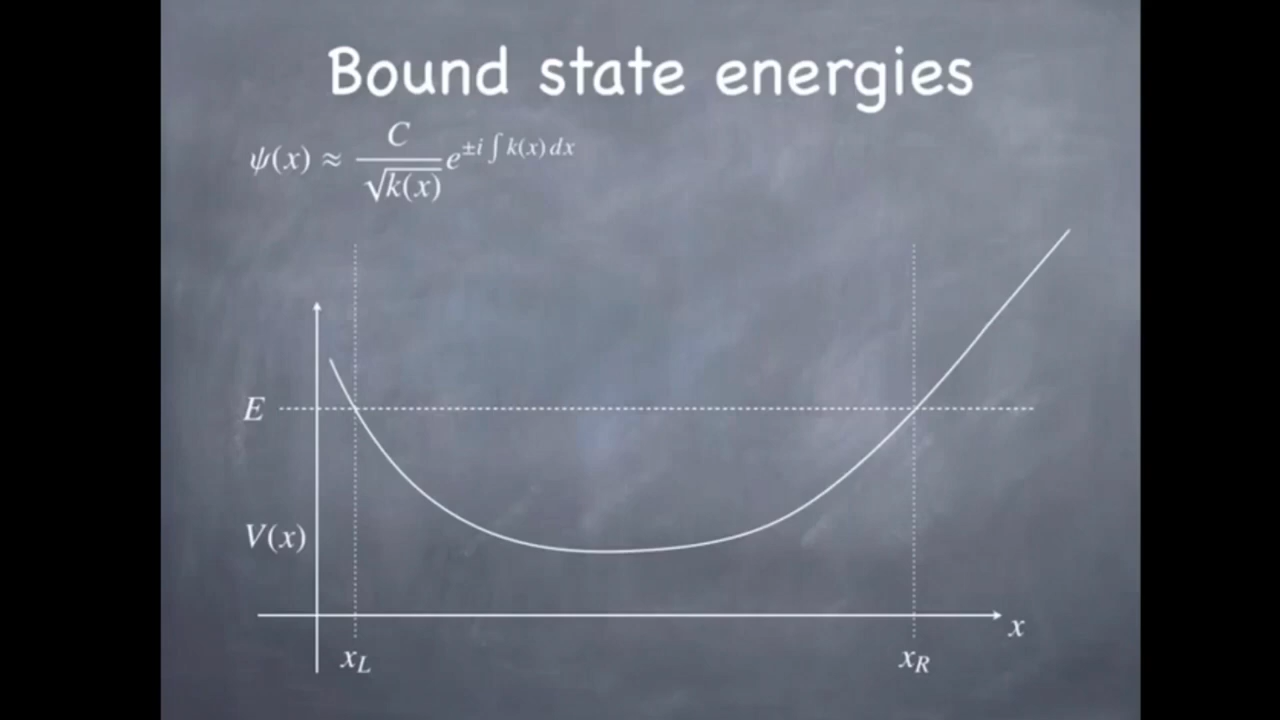 Bound state energies
ψ(x) ≈ C/√k(x) e^{±i ∫ k(x) dx}
E
V(x)
x
x_L
x_R